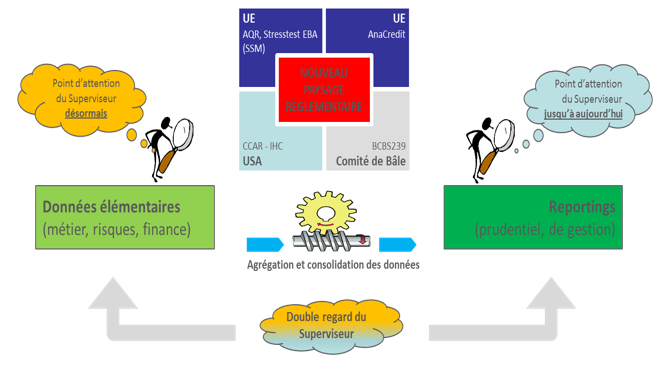 UE
AQR, Stresstest EBA
(SSM)
UE
AnaCredit
NOUVEAU
PAYSAGE
REGLEMENTAIRE
CCAR - IHC
USA
BCBS239
Comité de Bâle
Point d'attention
du Superviseur
désormais
Point d'attention
du Superviseur
jusqu'à aujourd'hui
Données élémentaires
(métier, risques, finance)
Reportings
(prudentiel, de gestion)
Agrégation et consolidation des données
Double regard du
Superviseur